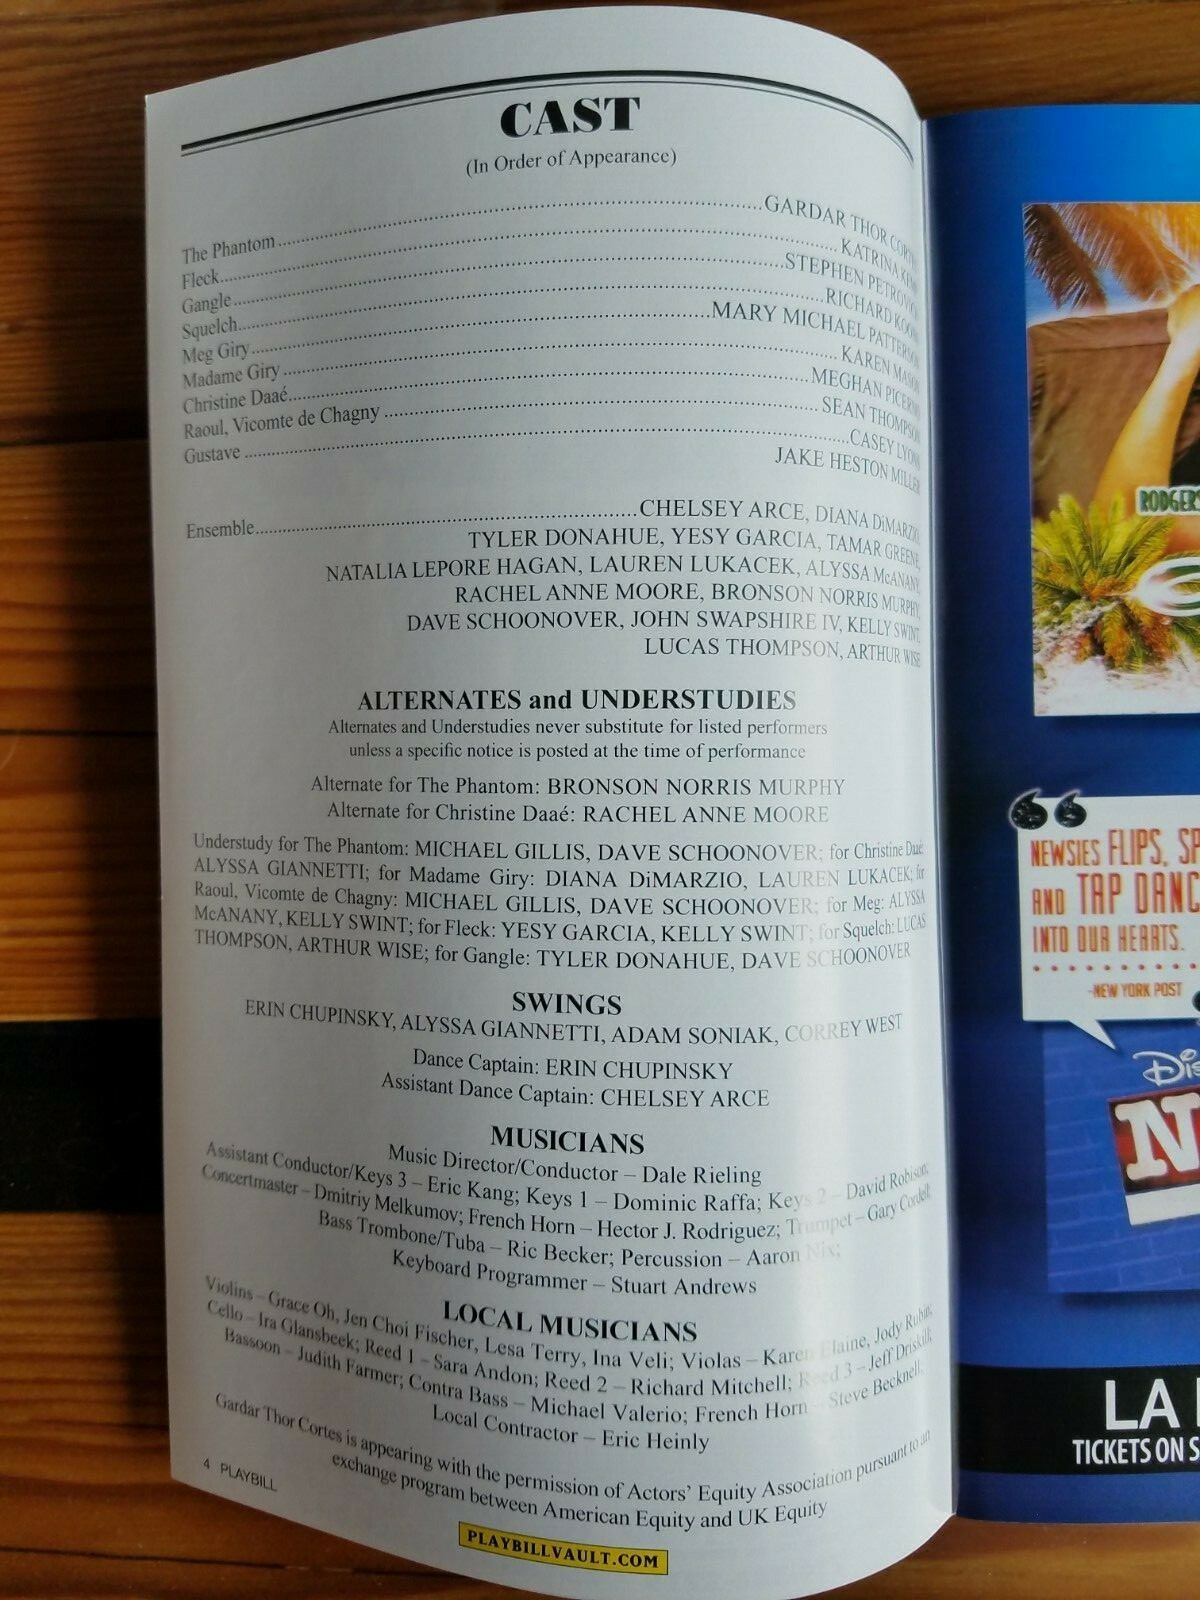 CAST
(In Order of Appearance)
The Phantom ........ GARDAR THOR CORTES
Fleck ........ KATRINA KEMP
Gangle ........ STEPHEN PETROVICH
Squelch ........ RICHARD KOONS
Meg Giry ........ MARY MICHAEL PATTERSON
Madame Giry ........ KAREN MASON
Christine Daaé ........ MEGHAN PICERNO
Raoul, Vicomte de Chagny ........ SEAN THOMPSON
Gustave ........ CASEY LYONS
JAKE HESTON MILLER
Ensemble ........ CHELSEY ARCE, DIANA DiMARZIO,
TYLER DONAHUE, YESY GARCIA, TAMAR GREENE,
NATALIA LEPORE HAGAN, LAUREN LUKACEK, ALYSSA McANANY,
RACHEL ANNE MOORE, BRONSON NORRIS MURPHY,
DAVE SCHOONOVER, JOHN SWAPSHIRE IV, KELLY SWINT,
LUCAS THOMPSON, ARTHUR WISE
ALTERNATES and UNDERSTUDIES
Alternates and Understudies never substitute for listed performers
unless a specific notice is posted at the time of performance
Alternate for The Phantom: BRONSON NORRIS MURPHY
Alternate for Christine Daaé: RACHEL ANNE MOORE
Understudy for The Phantom: MICHAEL GILLIS, DAVE SCHOONOVER; for Christine Daaé
ALYSSA GIANNETTI; for Madame Giry: DIANA DiMARZIO, LAUREN LUKACEK; for
Raoul, Vicomte de Chagny: MICHAEL GILLIS, DAVE SCHOONOVER; for Meg: ALYSSA
McANANY, KELLY SWINT; for Fleck: YESY GARCIA, KELLY SWINT; for Squelch: LUCAS
THOMPSON, ARTHUR WISE; for Gangle: TYLER DONAHUE, DAVE SCHOONOVER
SWINGS
ERIN CHUPINSKY, ALYSSA GIANNETTI, ADAM SONIAK, CORREY WEST
Dance Captain: ERIN CHUPINSKY
Assistant Dance Captain: CHELSEY ARCE
MUSICIANS
Music Director/Conductor – Dale Rieling
Assistant Conductor/Keys 3 – Eric Kang; Keys 1 – Dominic Raffa; Keys 2 – David Robison;
Concertmaster – Dmitriy Melkumov; French Horn – Hector J. Rodriguez; Trumpet – Gary Cordell;
Bass Trombone/Tuba – Ric Becker; Percussion – Aaron Nix;
Keyboard Programmer – Stuart Andrews
LOCAL MUSICIANS
Violins – Grace Oh, Jen Choi Fischer, Lesa Terry, Ina Veli; Violas – Karen Elaine, Jody Rubin;
Cello – Ira Glansbeek; Reed 1 – Sara Andon; Reed 2 – Richard Mitchell; Reed 3 – Jeff Driskill;
Bassoon – Judith Farmer; Contra Bass – Michael Valerio; French Horn – Steve Becknell.
Local Contractor – Eric Heinly
Gardar Thor Cortes is appearing with the permission of Actors' Equity Association pursuant to an
exchange program between American Equity and UK Equity
4 PLAYBILL
PLAYBILLVAULT.COM
RODGERS
NEWSIES FLIPS, SP
AND TAP DANC
INTO OUR HEARTS.
-NEW YORK POST
Dis
N
LA
TICKETS ON S